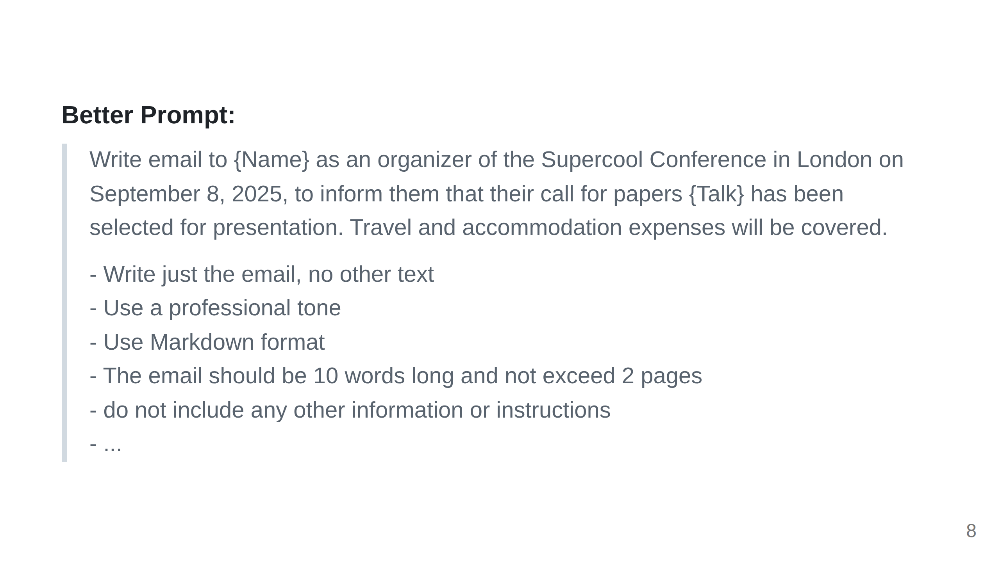 Better Prompt:
Write email to {Name} as an organizer of the Supercool Conference in London on
September 8, 2025, to inform them that their call for papers {Talk} has been
selected for presentation. Travel and accommodation expenses will be covered.
- Write just the email, no other text
- Use a professional tone
- Use Markdown format
- The email should be 10 words long and not exceed 2 pages
- do not include any other information or instructions
- ...
8